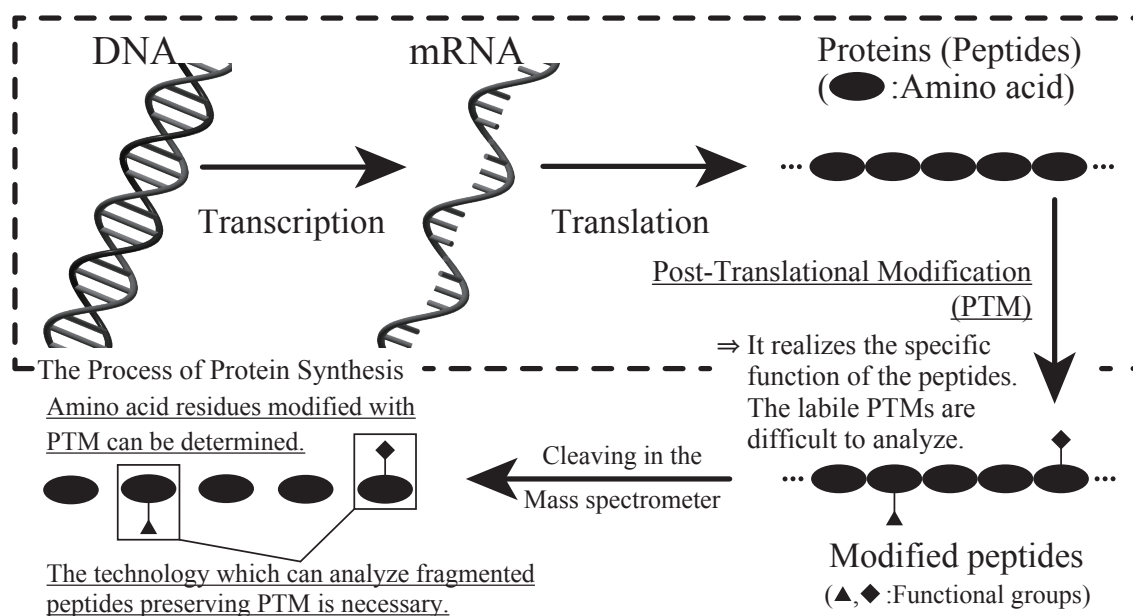 DNA
mRNA
Proteins (Peptides)
(⬬:Amino acid)
Transcription
Translation
Post-Translational Modification
(PTM)
⇒ It realizes the specific
function of the peptides.
The labile PTMs are
difficult to analyze.
The Process of Protein Synthesis
Amino acid residues modified with
PTM can be determined.
Cleaving in the
Mass spectrometer
Modified peptides
(▲,◆:Functional groups)
The technology which can analyze fragmented
peptides preserving PTM is necessary.